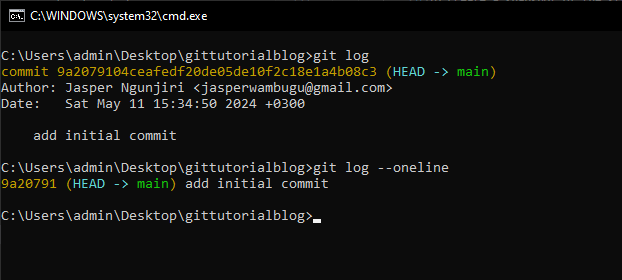 C:\WINDOWS\system32\cmd.exe
C:\Users\admin\Desktop\gittutorialblog>git log
commit 9a2079104ceafedf20de05de10f2c18e1a4b08c3 (HEAD -> main)
Author: Jasper Ngunjiri <jasperwambugu@gmail.com>
Date:   Sat May 11 15:34:50 2024 +0300
    add initial commit
C:\Users\admin\Desktop\gittutorialblog>git log --oneline
9a20791 (HEAD -> main) add initial commit
C:\Users\admin\Desktop\gittutorialblog>